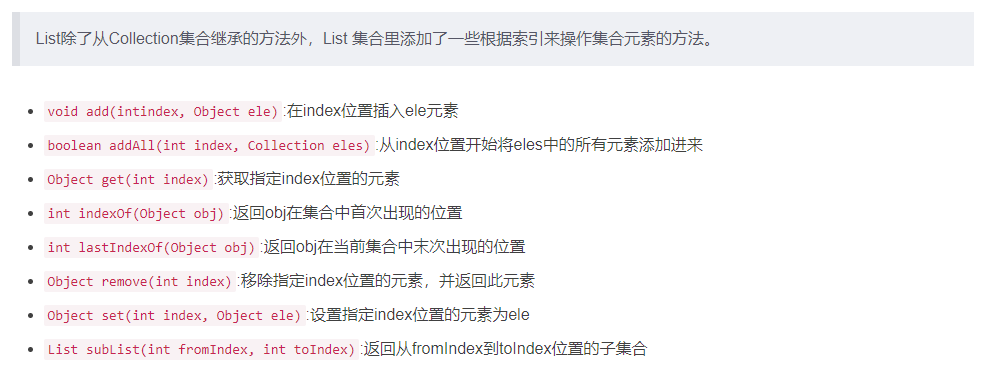 List除了从Collection集合继承的方法外，List 集合里添加了一些根据索引来操作集合元素的方法。
void add(intindex, Object ele):在index位置插入ele元素
boolean addAll(int index, Collection eles):从index位置开始将eles中的所有元素添加进来
Object get(int index):获取指定index位置的元素
int indexOf(Object obj):返回obj在集合中首次出现的位置
int lastIndexOf(Object obj):返回obj在当前集合中末次出现的位置
Object remove(int index):移除指定index位置的元素，并返回此元素
Object set(int index, Object ele):设置指定index位置的元素为ele
List subList(int fromIndex, int toIndex):返回从fromIndex到toIndex位置的子集合